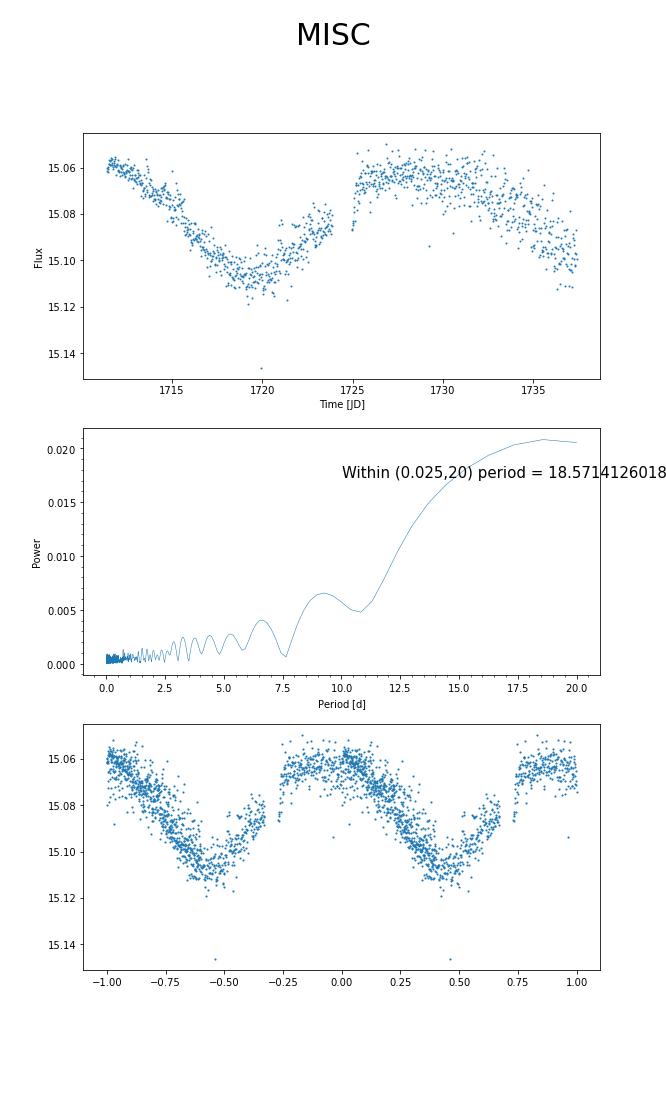 MISC
15.06
15.08
15.10
15.12
15.14
Flux
1715 1720 1725 1730 1735
Time [JD]
0.020
0.015
0.010
0.005
0.000
Power
Within (0.025,20) period = 18.5714126018
0.0 2.5 5.0 7.5 10.0 12.5 15.0 17.5 20.0
Period [d]
15.06
15.08
15.10
15.12
15.14
−1.00 −0.75 −0.50 −0.25 0.00 0.25 0.50 0.75 1.00